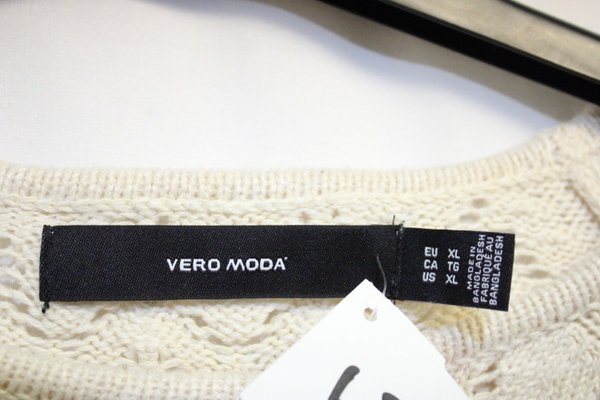 VERO MODA
EU XL
CA TG
US XL
MADE IN
BANGLADESH
FABRIQUÉ AU
BANGLADESH